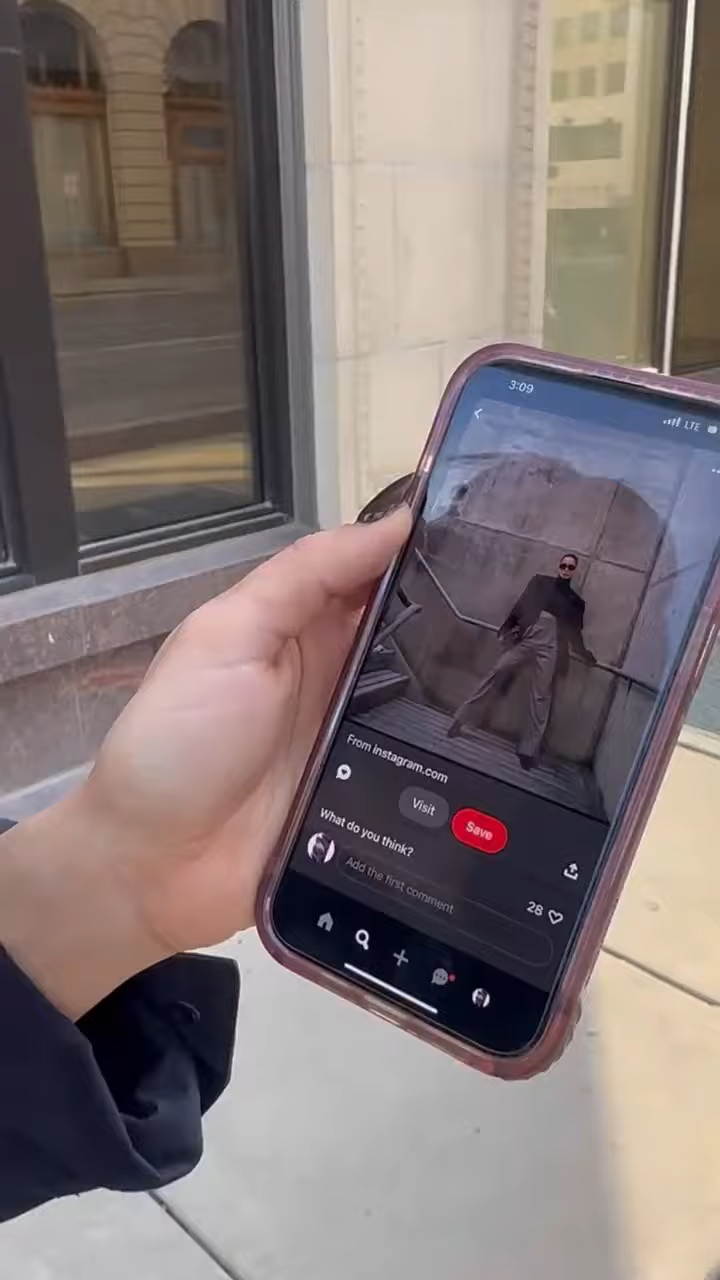 3:09
LTE
From instagram.com
Visit
Save
What do you think?
Add the first comment
28